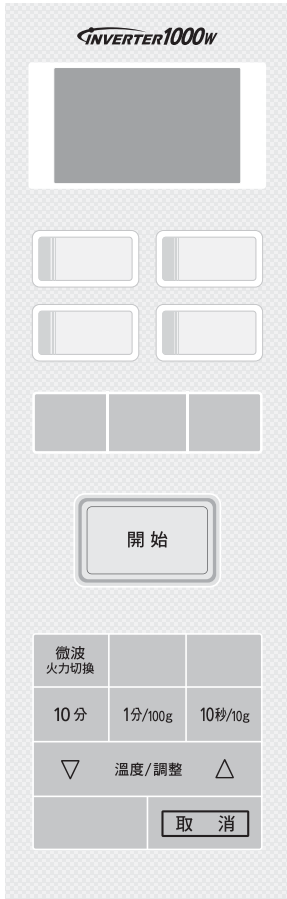 INVERTER1000W
開始
微波
火力切換
10分
1分/100g
10秒/10g
▽ 溫度/調整 △
取 消